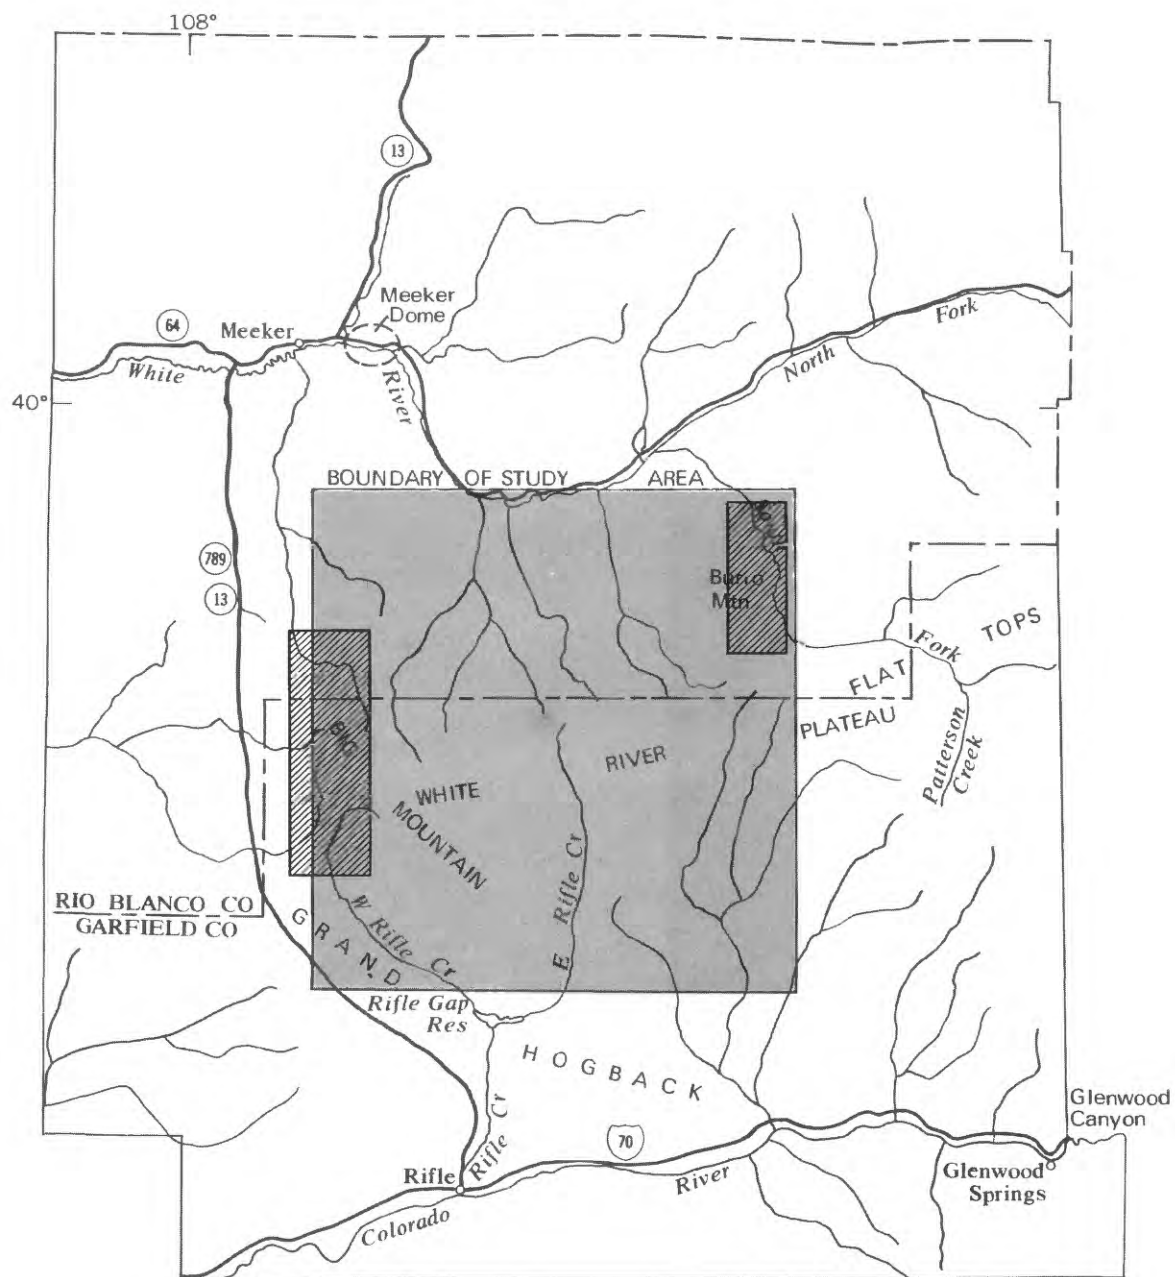 108°
13
Meeker
Dome
64
Meeker
White
River
North
Fork
40°
BOUNDARY OF STUDY AREA
789
13
Burro
Mtn
Fork
FLAT TOPS
BIG
MOUNTAIN
WHITE RIVER PLATEAU
Patterson
Creek
RIO BLANCO CO
GARFIELD CO
GRAND
W Rifle Cr
E Rifle Cr
Rifle Gap
Res
HOGBACK
Rifle Cr
Glenwood
Canyon
70
Rifle
River
Glenwood
Springs
Colorado